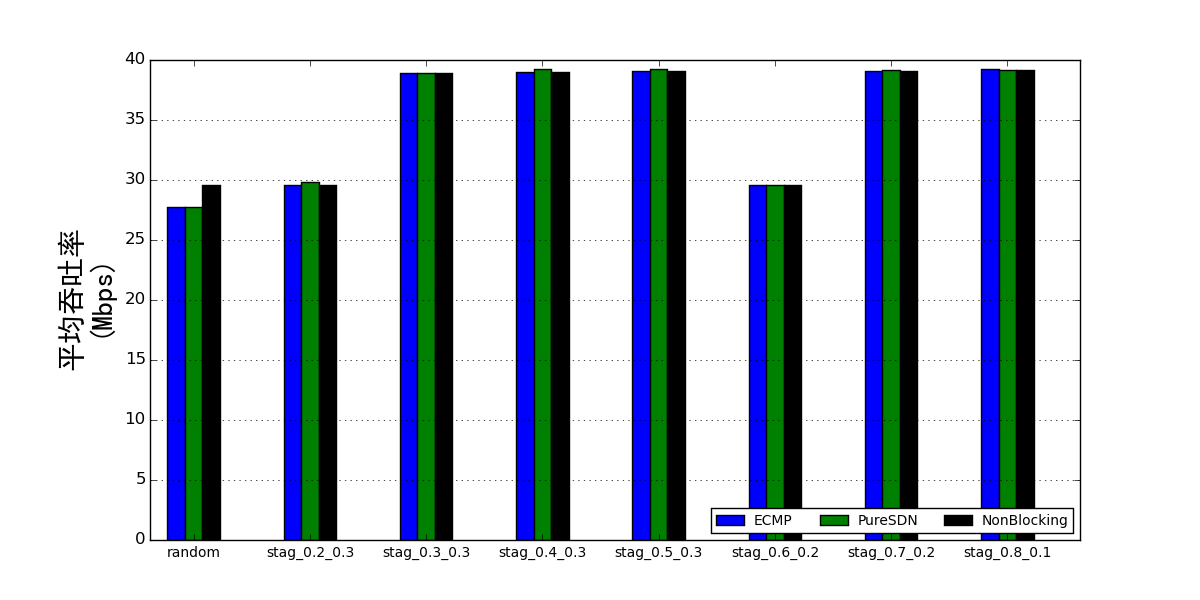 40
35
30
25
20
15
10
5
0
平均吞吐率
(Mbps)
random stag_0.2_0.3 stag_0.3_0.3 stag_0.4_0.3 stag_0.5_0.3 stag_0.6_0.2 stag_0.7_0.2 stag_0.8_0.1
ECMP PureSDN NonBlocking